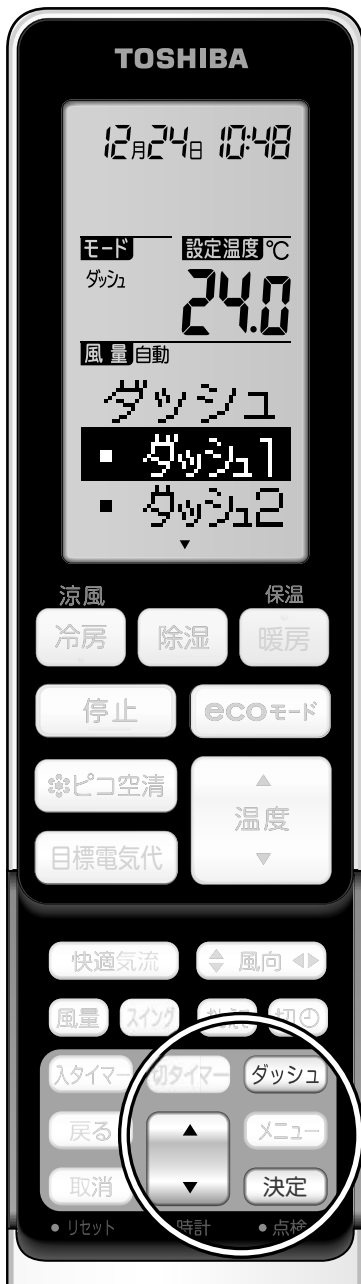 TOSHIBA
12月24日 10:48
モード 設定温度 ℃
ダッシュ 24.0
風量 自動
ダッシュ
▪ ダッシュ1
▪ ダッシュ2
▼
涼風 保温
冷房 除湿 暖房
停止 ecoモード
ピコ空清 ▲
温度
目標電気代 ▼
快適気流 風向
風量 スイング 切
入タイマー 切タイマー ダッシュ
戻る ▲ メニュー
取消 ▼ 決定
• リセット 時計 • 点検